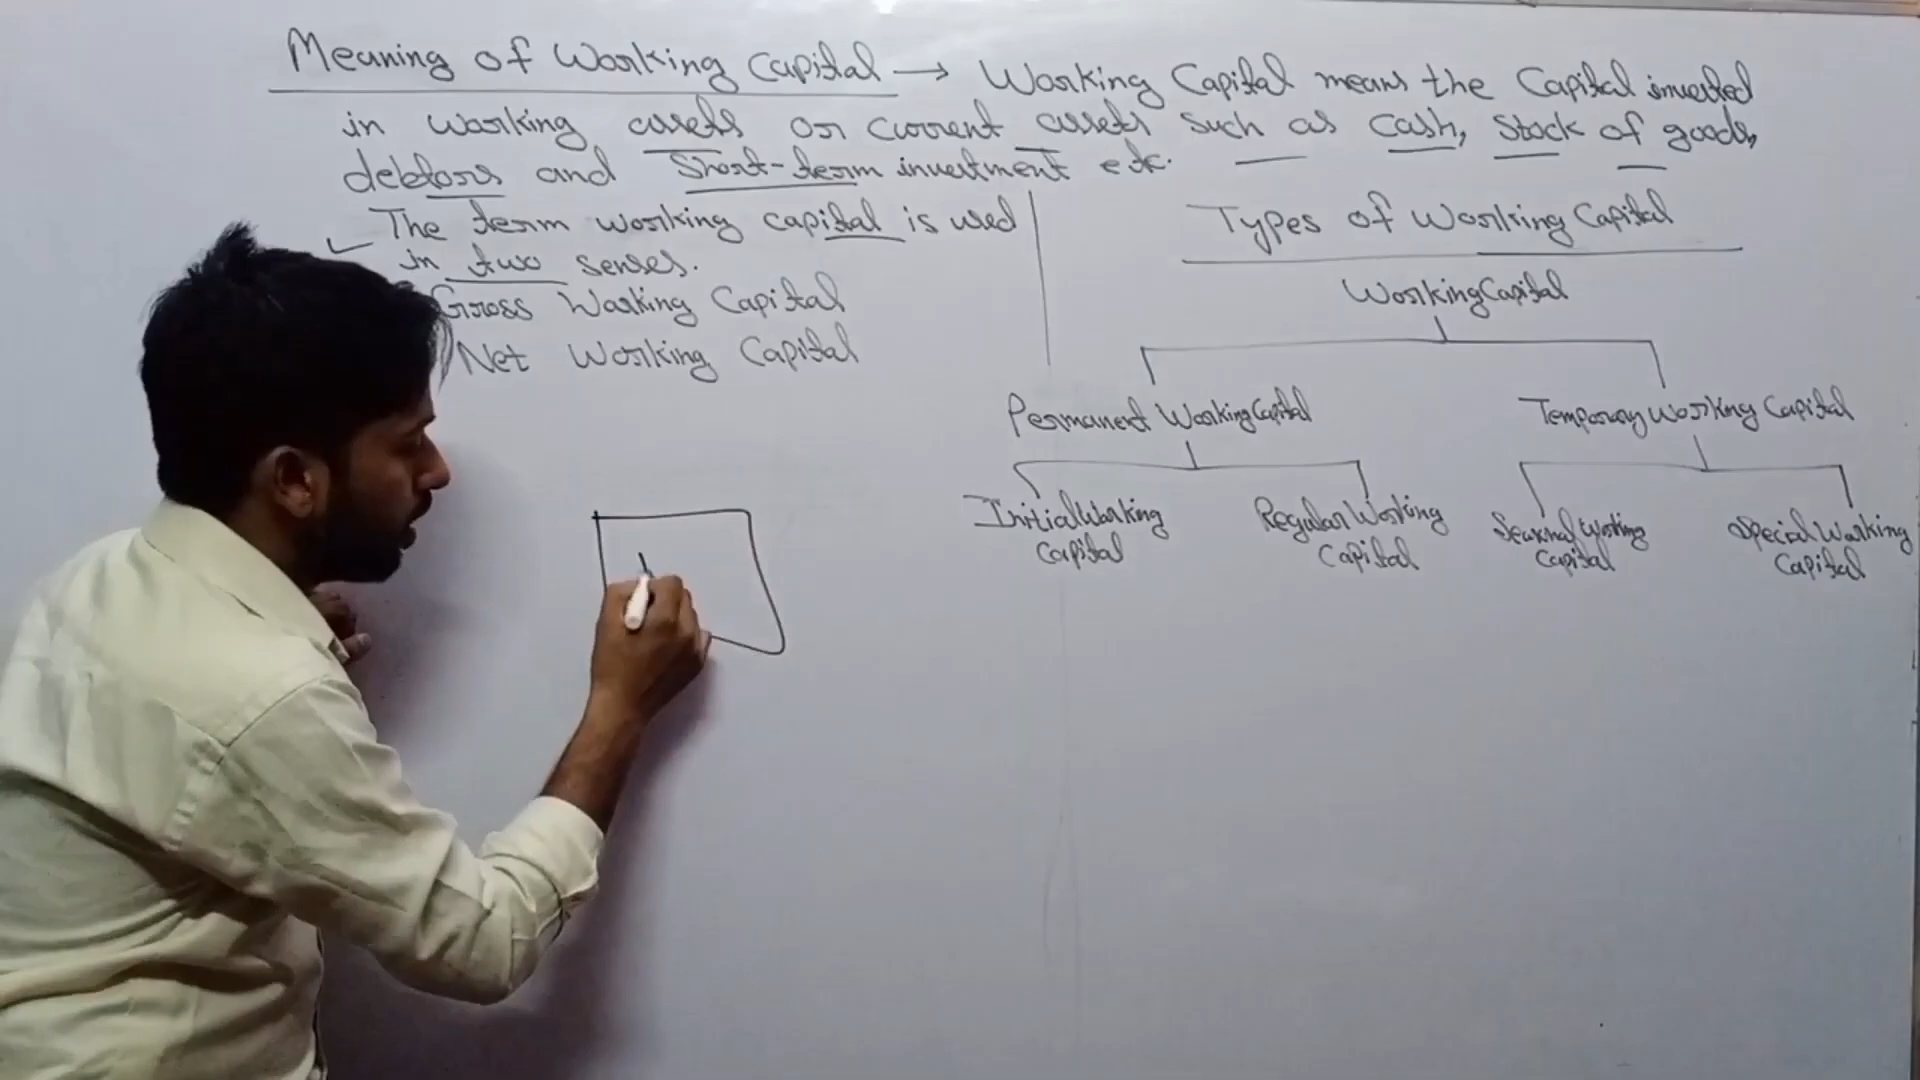 Meaning of Working Capital → Working Capital means the Capital invested
in working assets or current assets such as cash, stock of goods,
debtors and short-term investment etc.
The term working capital is used
in two senses.
Gross Working Capital
Net Working Capital
Types of Working Capital
Working Capital
Permanent Working Capital
Temporary Working Capital
Initial Working
Capital
Regular Working
Capital
Seasonal Working
Capital
Special Working
Capital